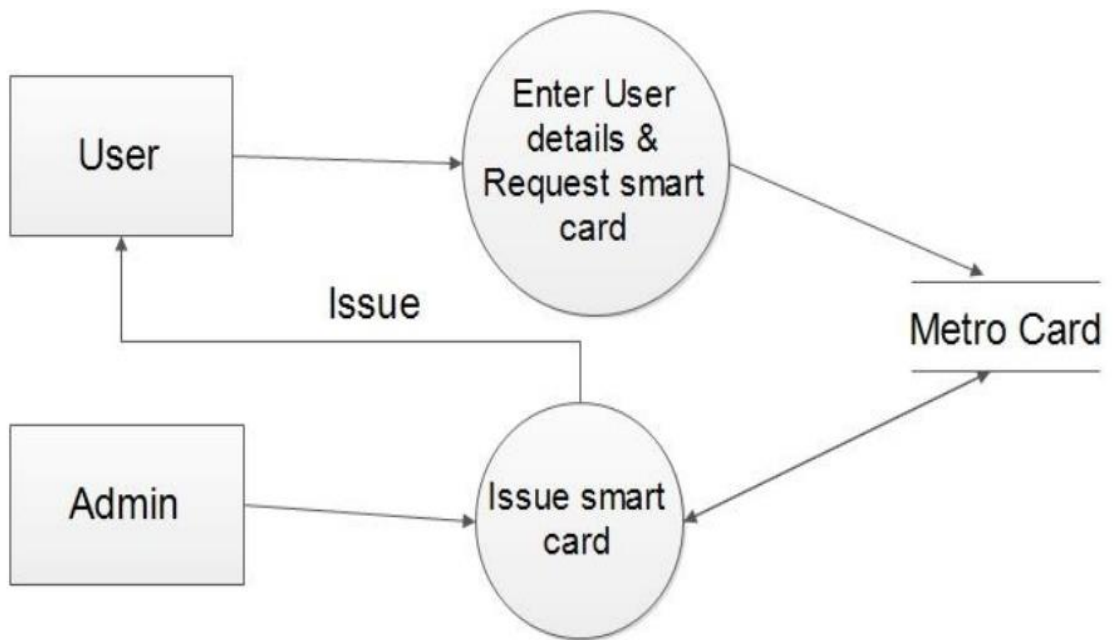 User
Enter User
details &
Request smart
card
Issue
Metro Card
Admin
Issue smart
card